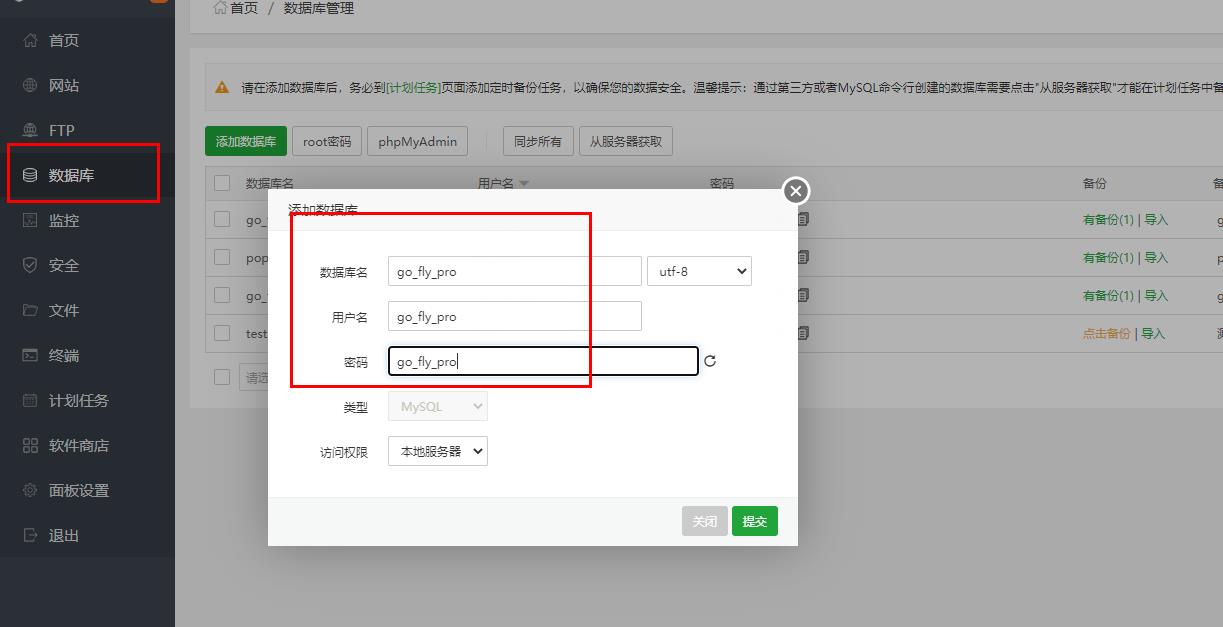 首页 / 数据库管理
首页
网站
FTP
数据库
监控
安全
文件
终端
计划任务
软件商店
面板设置
退出
请在添加数据库后，务必到[计划任务]页面添加定时备份任务，以确保您的数据安全。温馨提示：通过第三方或者MySQL命令行创建的数据库需要点击"从服务器获取"才能在计划任务中备
添加数据库 root密码 phpMyAdmin 同步所有 从服务器获取
数据库名 用户名 密码 备份 备
go_ 有备份(1) | 导入 g
pop 有备份(1) | 导入 p
go_ 有备份(1) | 导入 g
test 点击备份 | 导入
请选
添加数据库
数据库名 go_fly_pro utf-8
用户名 go_fly_pro
密码 go_fly_pro
类型 MySQL
访问权限 本地服务器
关闭 提交